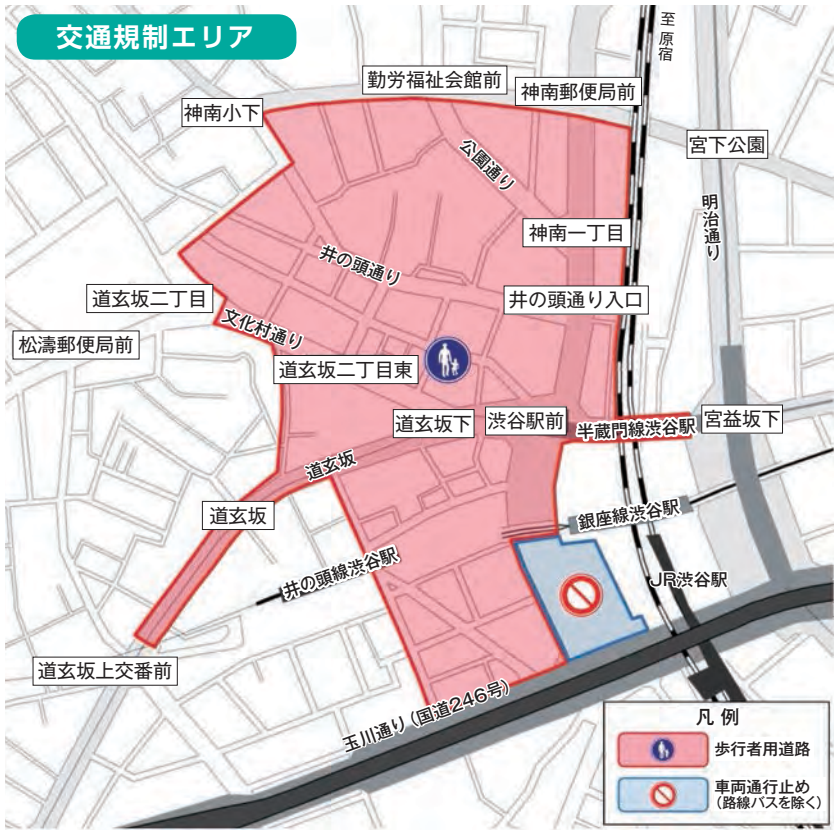 交通規制エリア
至
原
宿
勤労福祉会館前
神南郵便局前
神南小下
宮下公園
公園通り
明治通り
神南一丁目
井の頭通り
道玄坂二丁目
井の頭通り入口
文化村通り
松濤郵便局前
道玄坂二丁目東
道玄坂下
渋谷駅前
半蔵門線渋谷駅
宮益坂下
道玄坂
道玄坂
銀座線渋谷駅
井の頭線渋谷駅
JR渋谷駅
道玄坂上交番前
玉川通り(国道246号)
凡 例
歩行者用道路
車両通行止め
(路線バスを除く)